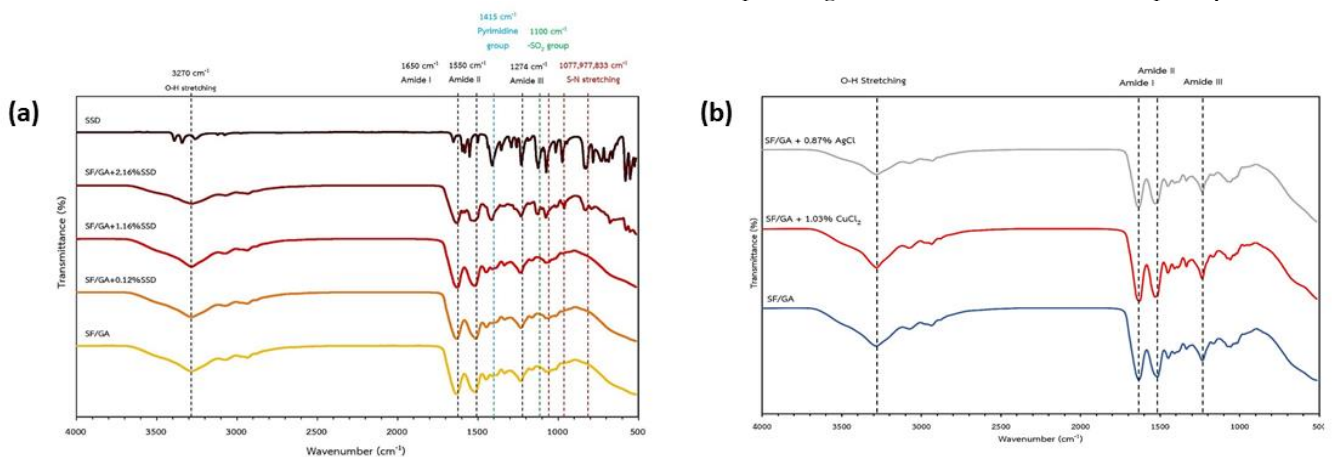 (a)
1415 cm⁻¹
Pyrimidine
group
1100 cm⁻¹
-SO₂ group
3270 cm⁻¹
O-H stretching
1650 cm⁻¹
Amide I
1550 cm⁻¹
Amide II
1274 cm⁻¹
Amide III
1077,977,833 cm⁻¹
S-N stretching
SSD
SF/GA+2.16%SSD
SF/GA+1.16%SSD
SF/GA+0.12%SSD
SF/GA
Transmittance (%)
4000 3500 3000 2500 2000 1500 1000 500
Wavenumber (cm⁻¹)
(b)
O-H Stretching
Amide II
Amide I
Amide III
SF/GA + 0.87% AgCl
SF/GA + 1.03% CuCl₂
SF/GA
Transmittance (%)
4000 3500 3000 2500 2000 1500 1000 500
Wavenumber (cm⁻¹)